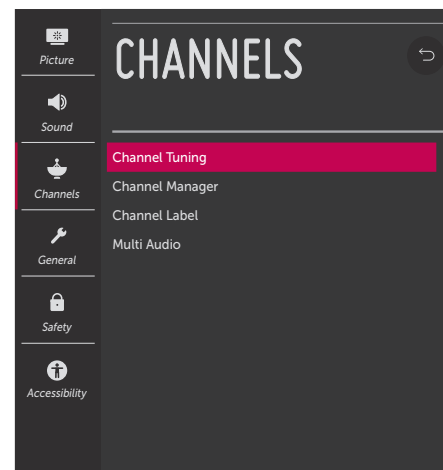 Picture
Sound
Channels
General
Safety
Accessibility
CHANNELS
Channel Tuning
Channel Manager
Channel Label
Multi Audio